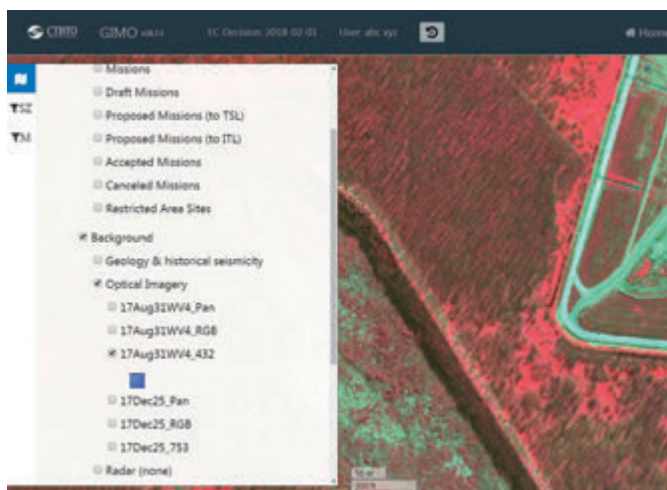 CTBTO GIMO EC Decision: 2018-02-01 User: abc xyz Home
Missions
Draft Missions
Proposed Missions (to TSL)
Proposed Missions (to ITL)
Accepted Missions
Canceled Missions
Restricted Area Sites
Background
Geology & historical seismicity
Optical Imagery
17Aug31WV4_Pan
17Aug31WV4_RGB
17Aug31WV4_432
17Dec25_Pan
17Dec25_RGB
17Dec25_753
Radar (none)
SZ
M